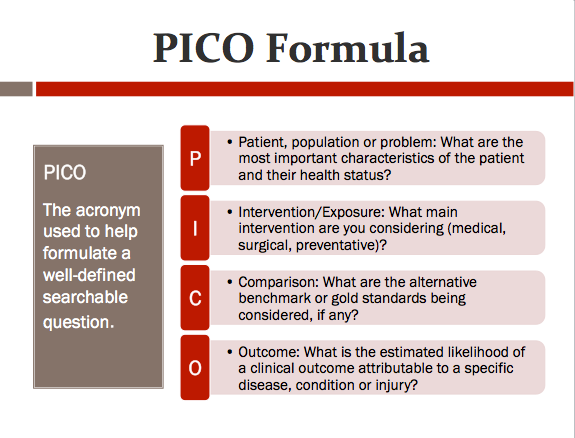 PICO Formula
PICO
The acronym
used to help
formulate a
well-defined
searchable
question.
P
• Patient, population or problem: What are the
most important characteristics of the patient
and their health status?
I
• Intervention/Exposure: What main
intervention are you considering (medical,
surgical, preventative)?
C
• Comparison: What are the alternative
benchmark or gold standards being
considered, if any?
O
• Outcome: What is the estimated likelihood of
a clinical outcome attributable to a specific
disease, condition or injury?